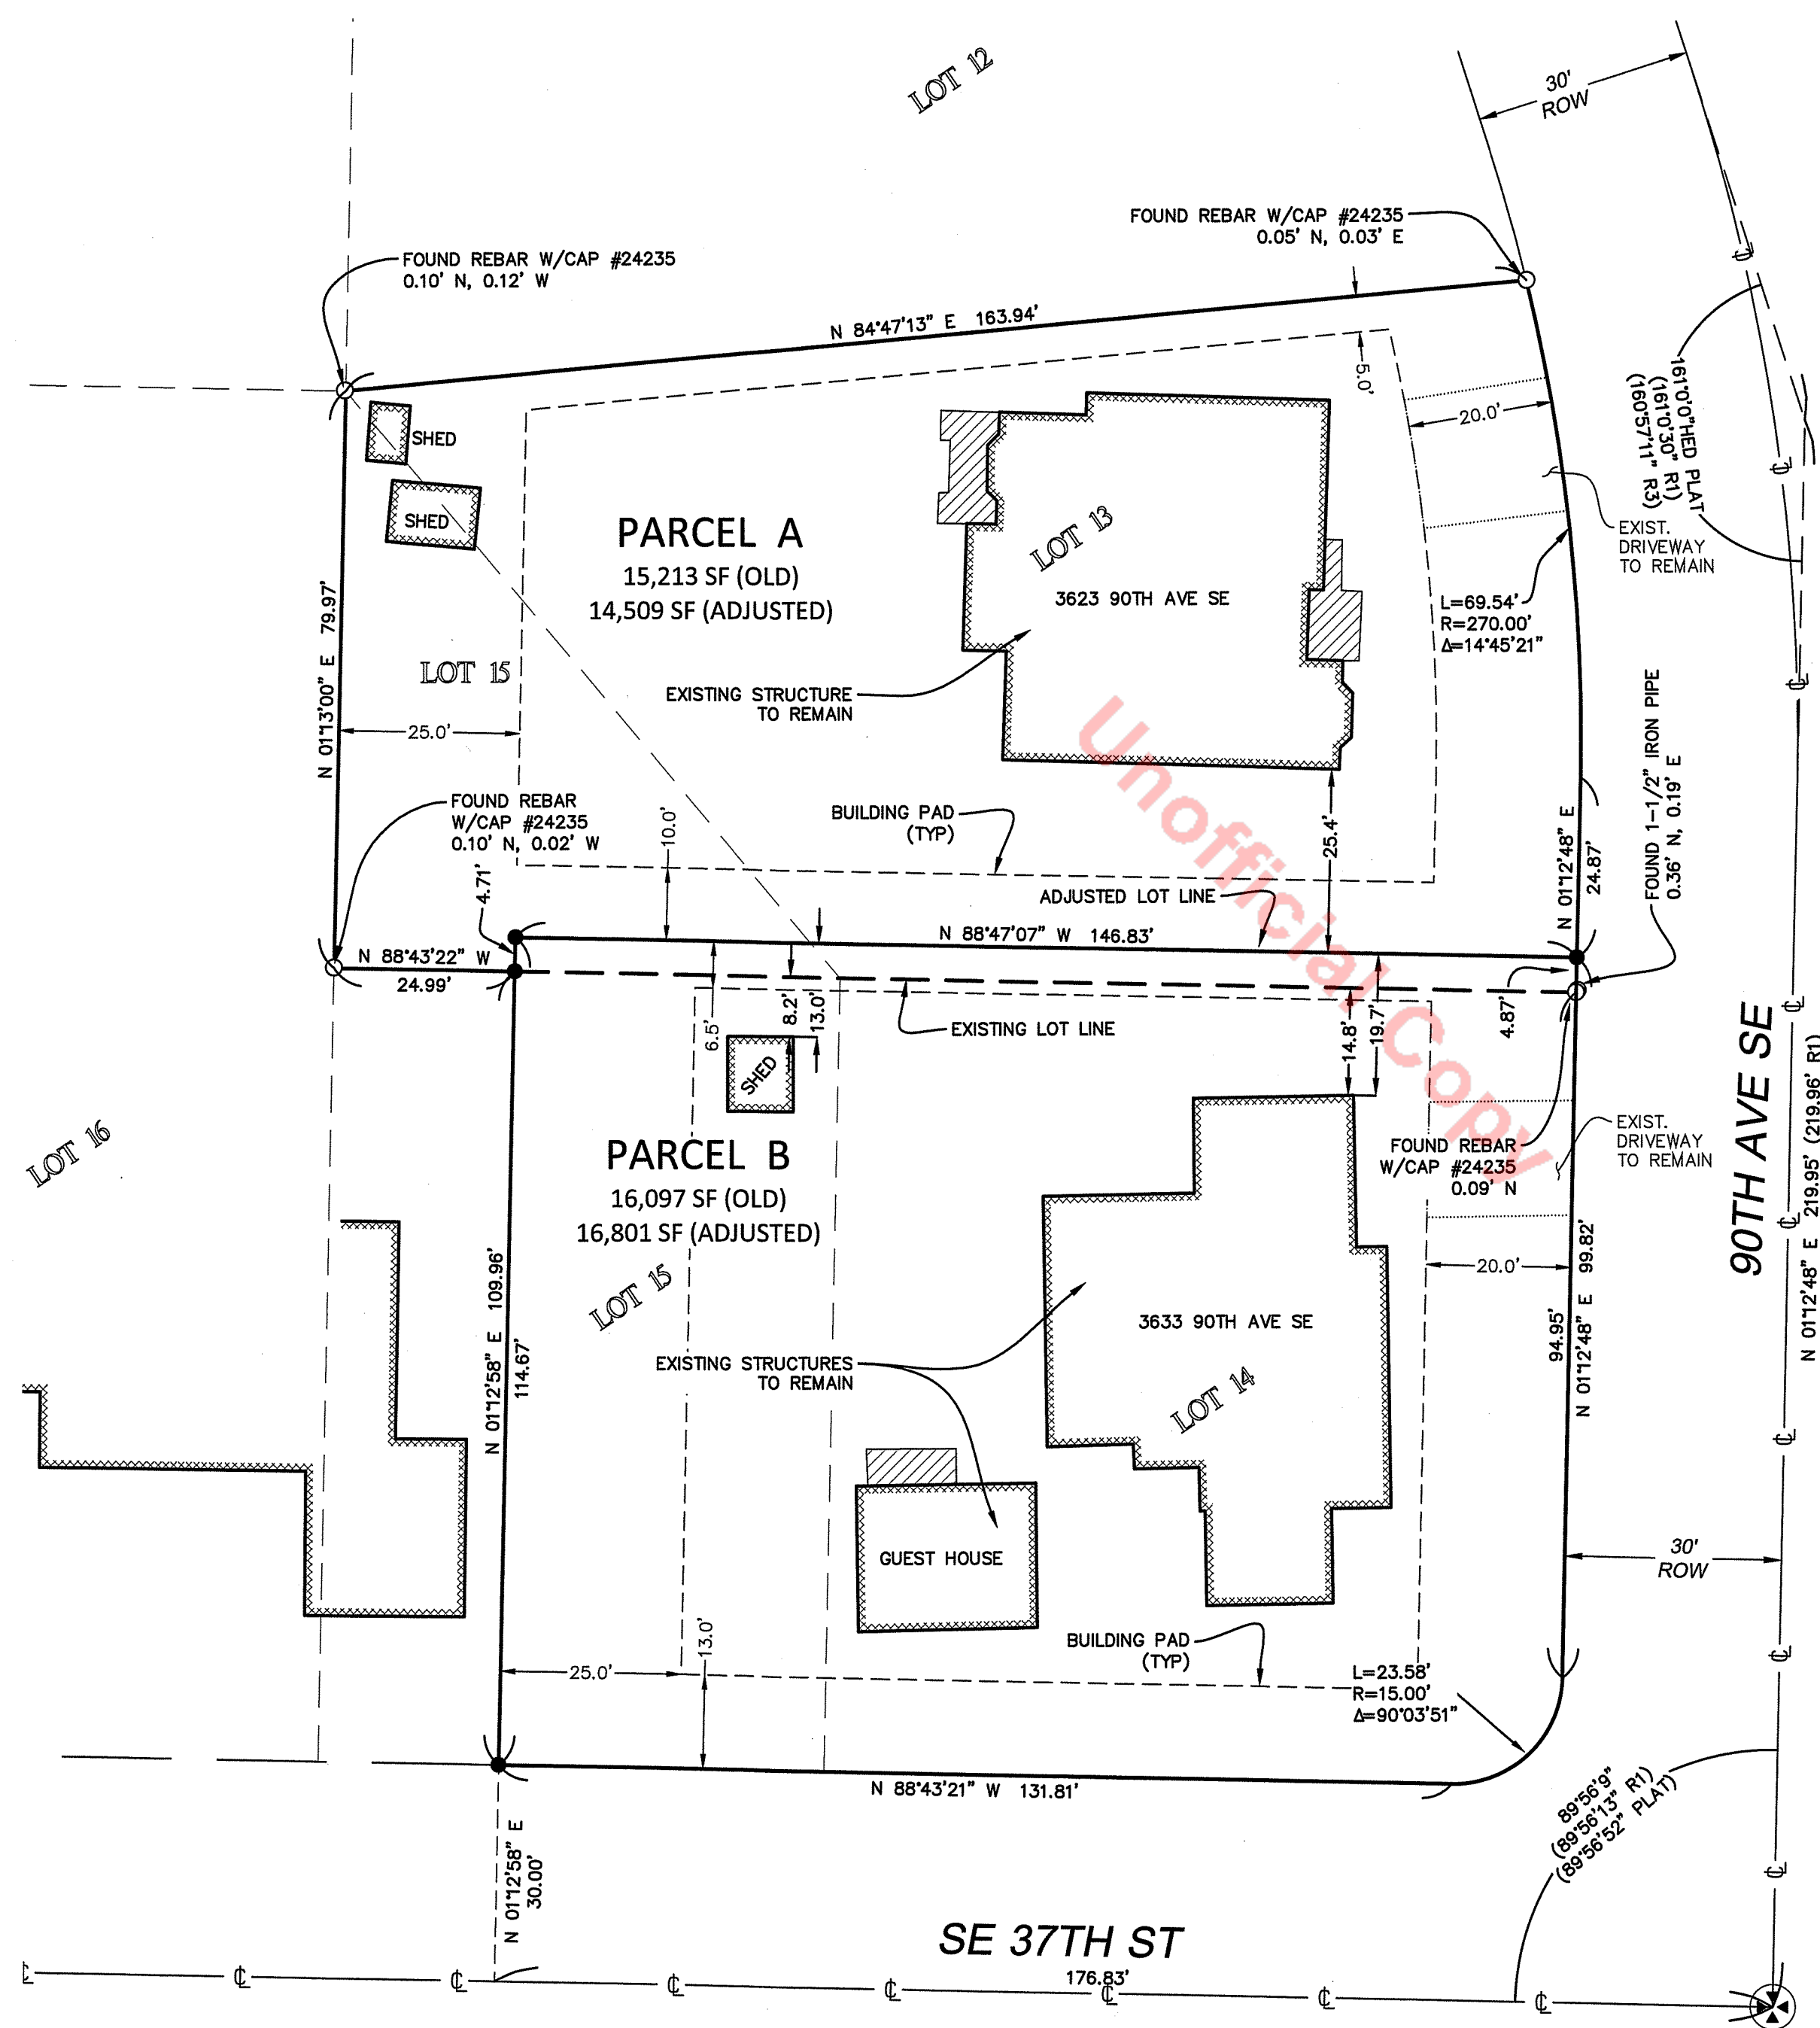 LOT 12
30'
ROW
FOUND REBAR W/CAP #24235
0.05' N, 0.03' E
FOUND REBAR W/CAP #24235
0.10' N, 0.12' W
N 84°47'13" E 163.94'
5.0'
20.0'
161°0'0"HED PLAT
(161°0'30" R1)
(160°57'11" R3)
SHED
SHED
PARCEL A
15,213 SF (OLD)
14,509 SF (ADJUSTED)
LOT 13
3623 90TH AVE SE
EXIST.
DRIVEWAY
TO REMAIN
L=69.54'
R=270.00'
Δ=14°45'21"
N 01°13'00" E 79.97'
LOT 15
EXISTING STRUCTURE
TO REMAIN
25.0'
FOUND 1-1/2" IRON PIPE
0.36' N, 0.19' E
FOUND REBAR
W/CAP #24235
0.10' N, 0.02' W
BUILDING PAD
(TYP)
10.0'
25.4'
N 01°12'48" E
24.87'
4.71'
ADJUSTED LOT LINE
N 88°47'07" W 146.83'
N 88°43'22" W
24.99'
6.5'
8.2'
13.0'
EXISTING LOT LINE
14.8'
19.7'
4.87'
SHED
Unofficial Copy
90TH AVE SE
N 01°12'48" E 219.95' (219.96' R1)
LOT 16
PARCEL B
16,097 SF (OLD)
16,801 SF (ADJUSTED)
FOUND REBAR
W/CAP #24235
0.09' N
EXIST.
DRIVEWAY
TO REMAIN
20.0'
LOT 15
N 01°12'58" E 109.96'
114.67'
3633 90TH AVE SE
94.95'
N 01°12'48" E 99.82'
EXISTING STRUCTURES
TO REMAIN
LOT 14
GUEST HOUSE
30'
ROW
BUILDING PAD
(TYP)
13.0'
25.0'
L=23.58'
R=15.00'
Δ=90°03'51"
N 88°43'21" W 131.81'
89°56'9"
(89°56'13" R1)
(89°56'52" PLAT)
N 01°12'58" E
30.00'
SE 37TH ST
176.83'